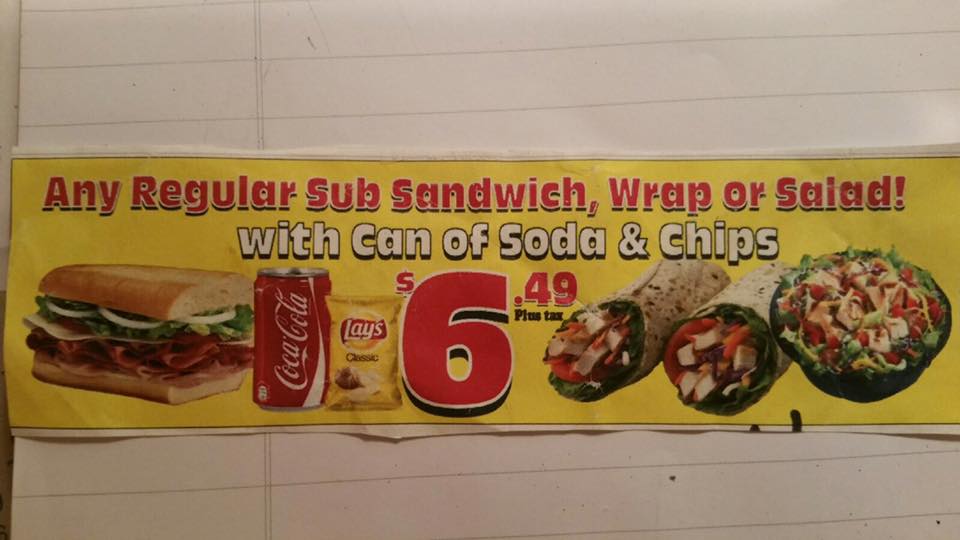 Any Regular Sub Sandwich, Wrap or Salad!
with Can of Soda & Chips
$6.49
Plus tax
Coca-Cola
Lay's
Classic